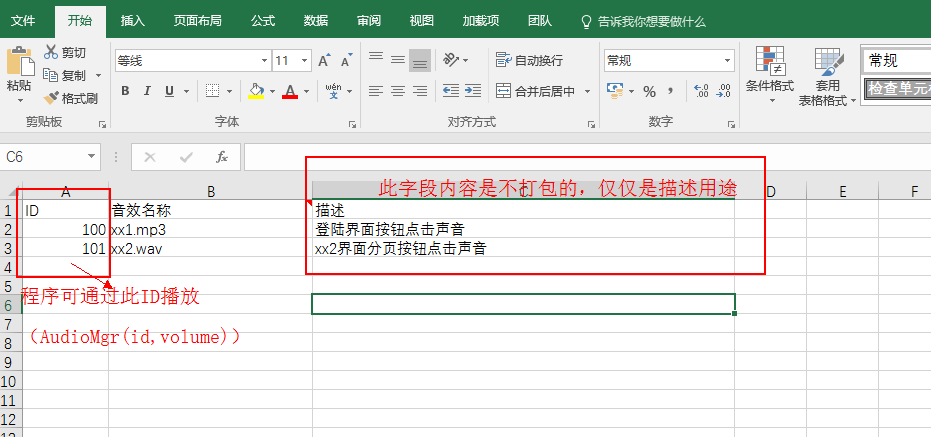 文件 开始 插入 页面布局 公式 数据 审阅 视图 加载项 团队 告诉我你想要做什么
剪切
复制
格式刷
粘贴
剪贴板
等线 11
B I U A wén 文
字体
自动换行
合并后居中
对齐方式
常规
% ,
数字
条件格式
套用
表格格式
常规
检查单元
C6 fx
此字段内容是不打包的，仅仅是描述用途
A B C D E F
1 ID 音效名称 描述
2 100 xx1.mp3 登陆界面按钮点击声音
3 101 xx2.wav xx2界面分页按钮点击声音
4
5
程序可通过此ID播放
6
7
（AudioMgr(id,volume)）
8
9
10
11
12